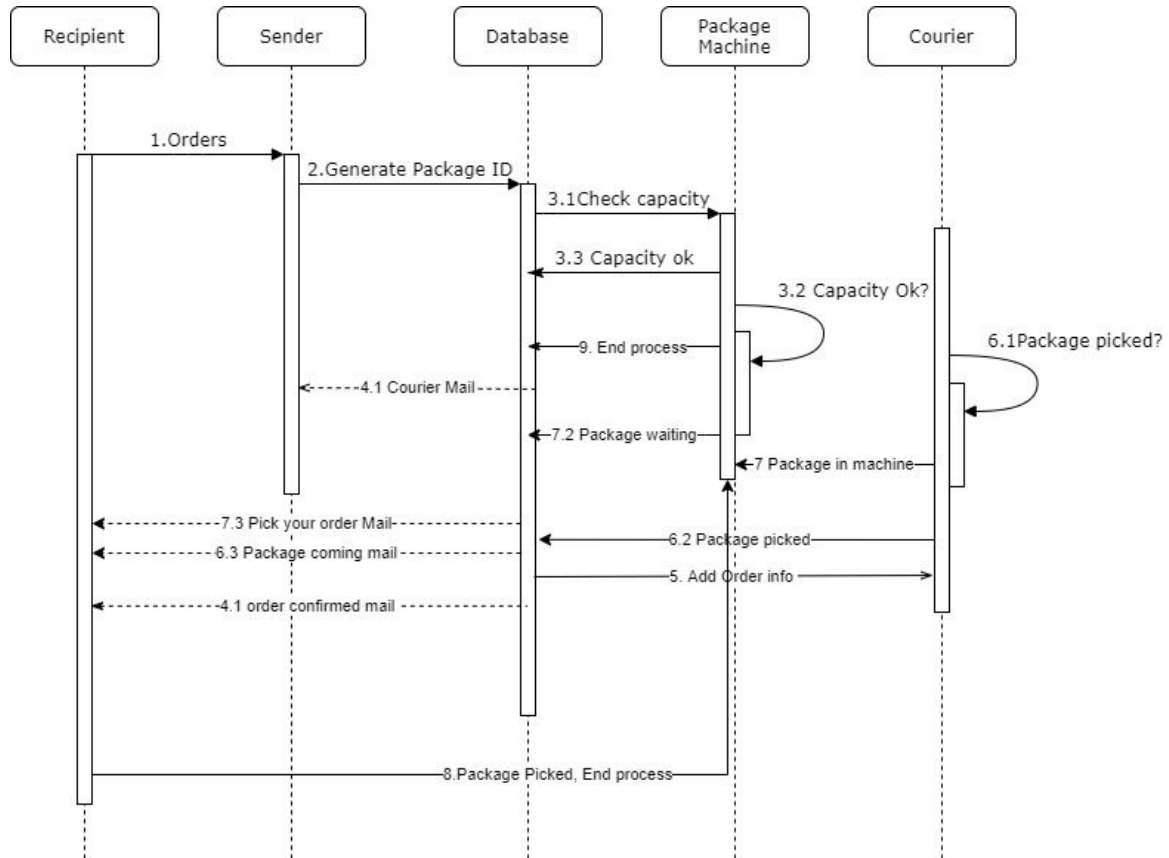 Recipient
Sender
Database
Package
Machine
Courier
1.Orders
2.Generate Package ID
3.1Check capacity
3.3 Capacity ok
3.2 Capacity Ok?
6.1Package picked?
9. End process
4.1 Courier Mail
7.2 Package waiting
7 Package in machine
7.3 Pick your order Mail
6.2 Package picked
6.3 Package coming mail
5. Add Order info
4.1 order confirmed mail
8.Package Picked, End process